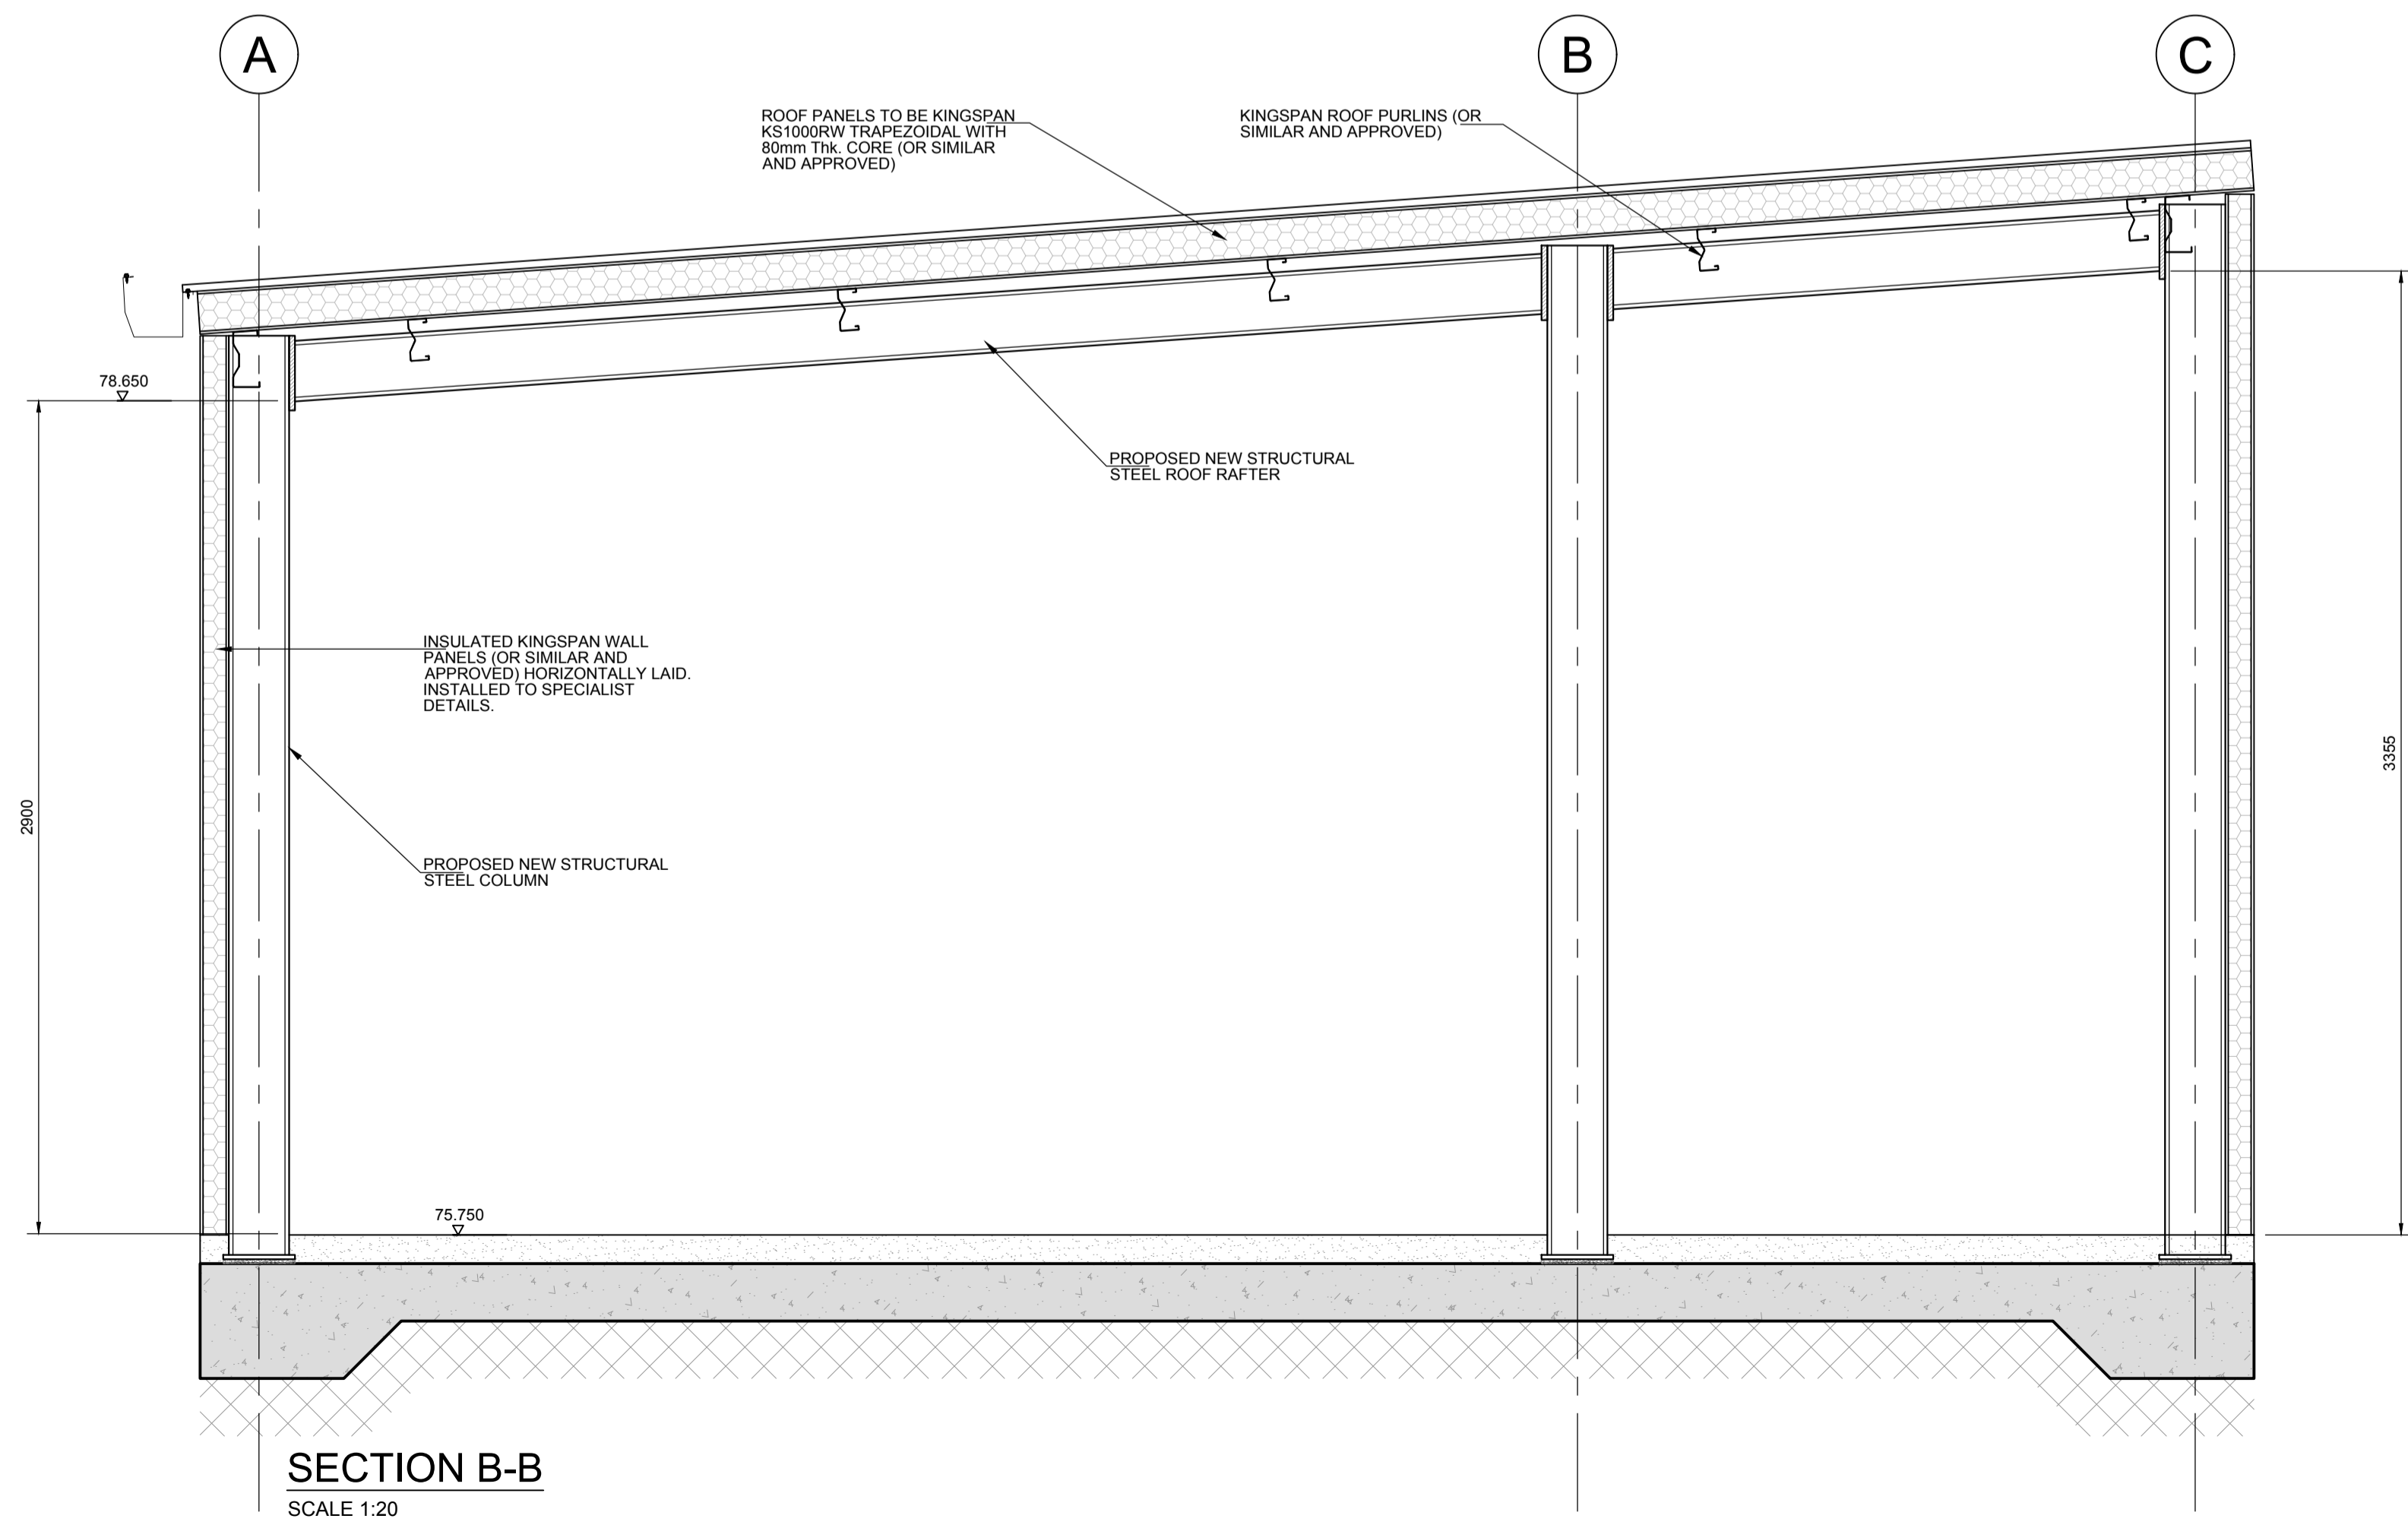 A
B
C
ROOF PANELS TO BE KINGSPAN
KS1000RW TRAPEZOIDAL WITH
80mm Thk. CORE (OR SIMILAR
AND APPROVED)
KINGSPAN ROOF PURLINS (OR
SIMILAR AND APPROVED)
78.650
PROPOSED NEW STRUCTURAL
STEEL ROOF RAFTER
INSULATED KINGSPAN WALL
PANELS (OR SIMILAR AND
APPROVED) HORIZONTALLY LAID.
INSTALLED TO SPECIALIST
DETAILS.
3355
2900
PROPOSED NEW STRUCTURAL
STEEL COLUMN
75.750
SECTION B-B
SCALE 1:20